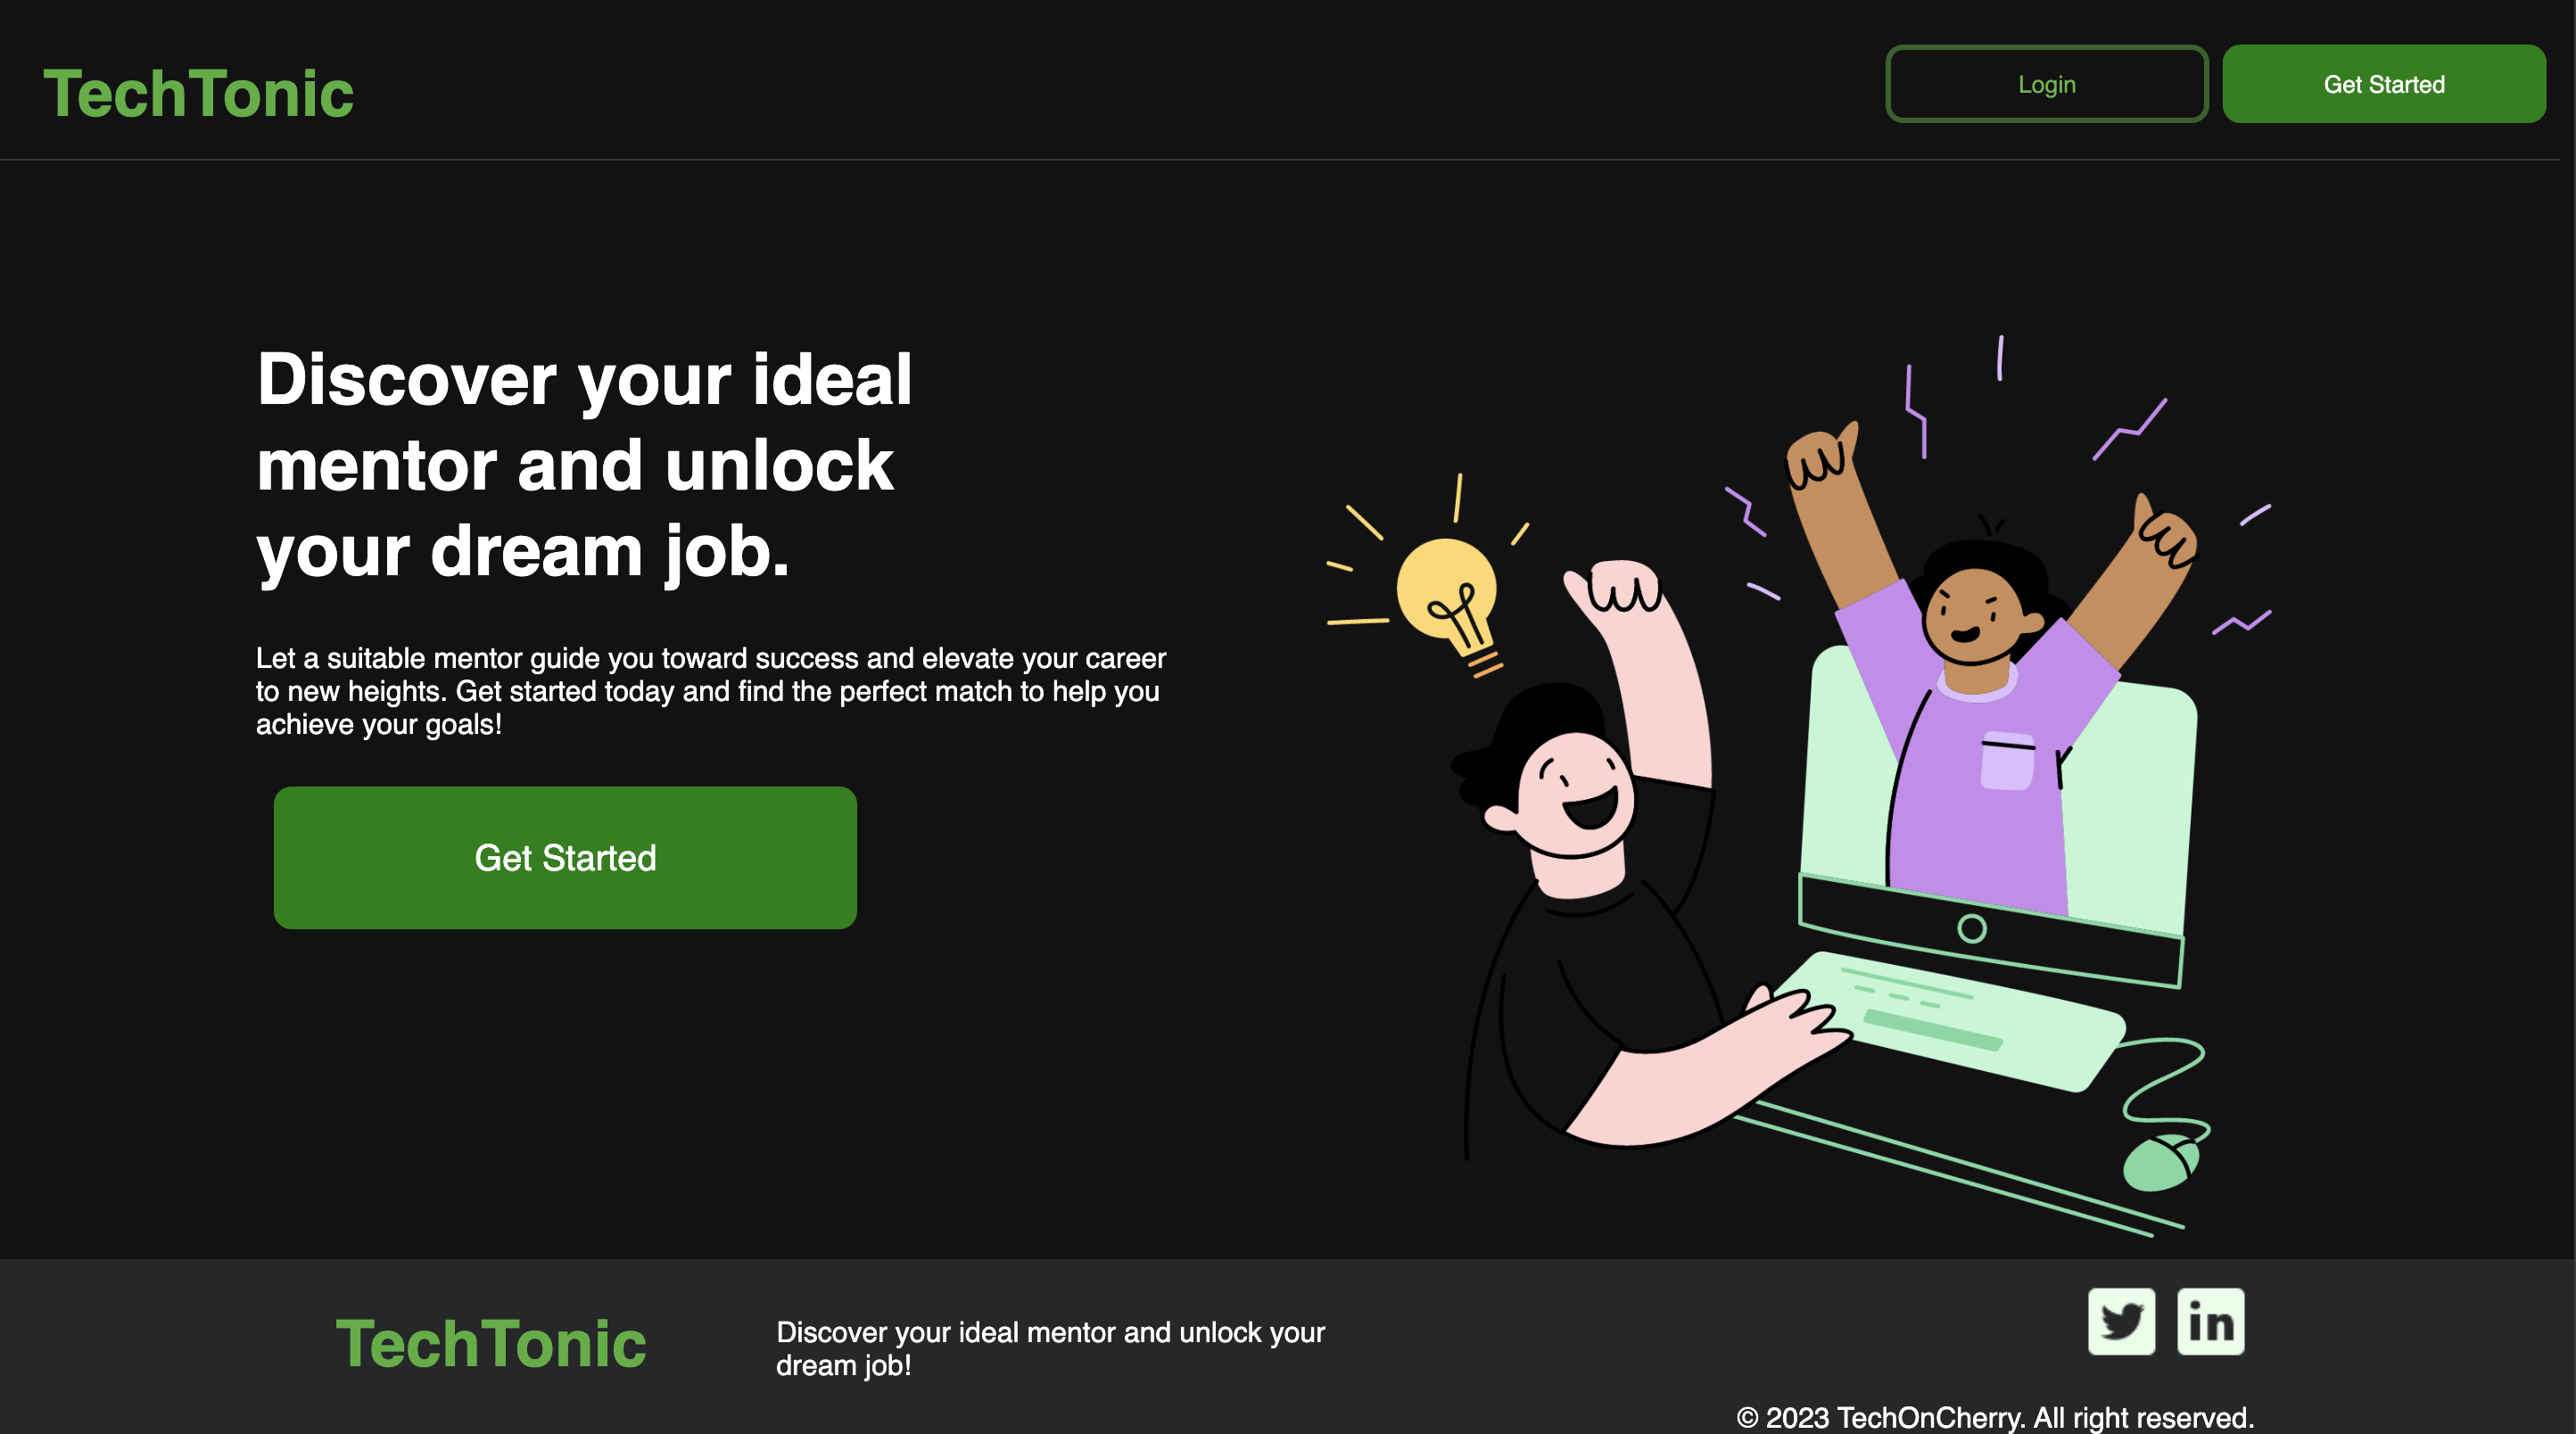 TechTonic
Login
Get Started
Discover your ideal
mentor and unlock
your dream job.
Let a suitable mentor guide you toward success and elevate your career
to new heights. Get started today and find the perfect match to help you
achieve your goals!
Get Started
TechTonic
Discover your ideal mentor and unlock your
dream job!
in
© 2023 TechOnCherry. All right reserved.